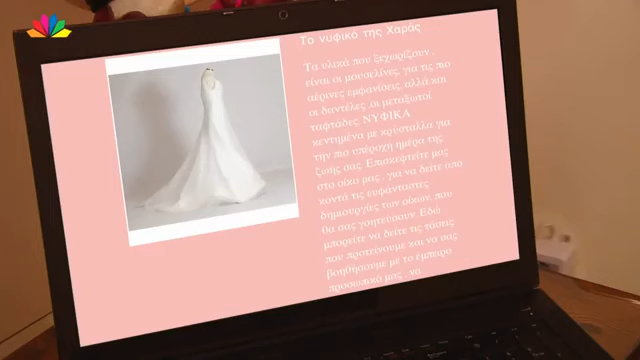 Το νυφικό της Χαράς
Τα υλικά που ξεχωρίζουν ,
είναι οι μουσελίνες, για τις πιο
αέρινες εμφανίσεις, αλλά και
οι δαντέλες ,οι μεταξωτοί
ταφτάδες. ΝΥΦΙΚΑ
κεντημένα με κρύσταλλα για
την πιο υπέροχη ημέρα της
ζωής σας. Επισκεφτείτε μας
στο οίκο μας , για να δείτε από
κοντά τις ευφάνταστες
δημιουργίες των οίκων, που
θα σας γοητεύσουν. Εδώ
μπορείτε να δείτε τις τάσεις
που προτείνουμε και να σας
βοηθήσουμε με το έμπειρο
προσωπικό μας , να